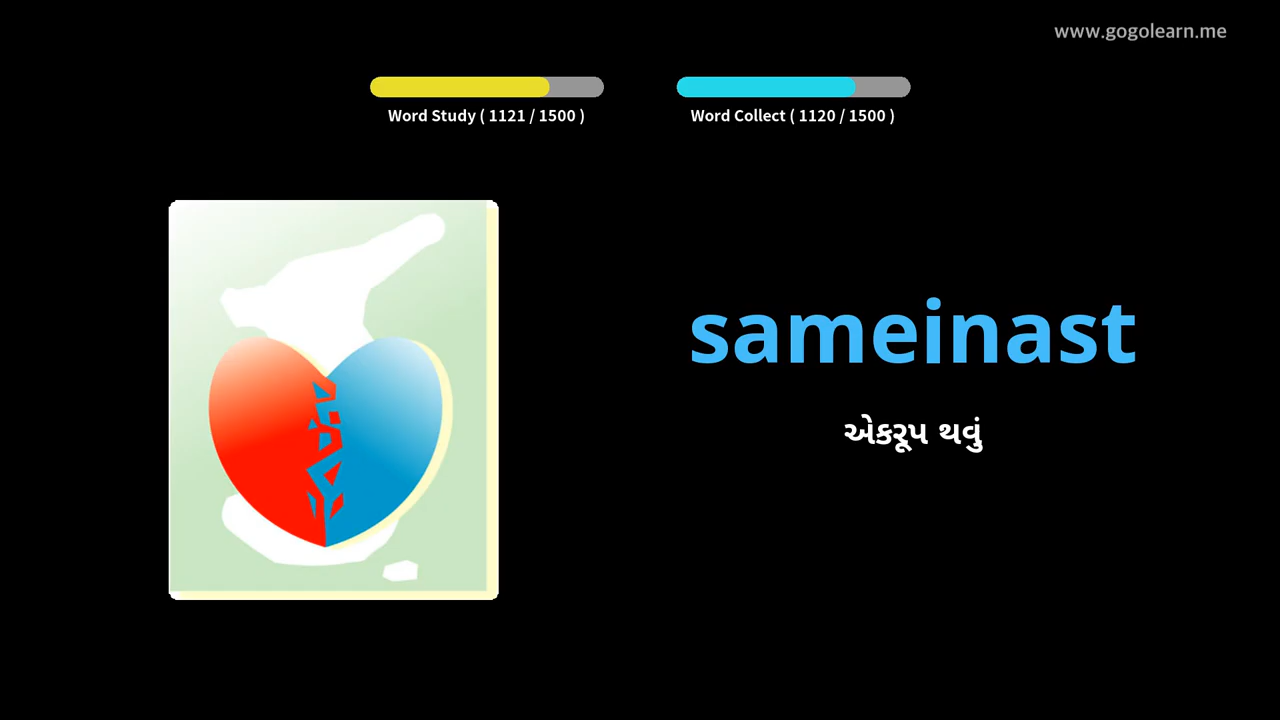 www.gogolearn.me
Word Study ( 1121 / 1500 )
Word Collect ( 1120 / 1500 )
sameinast
એકરૂપ થવું